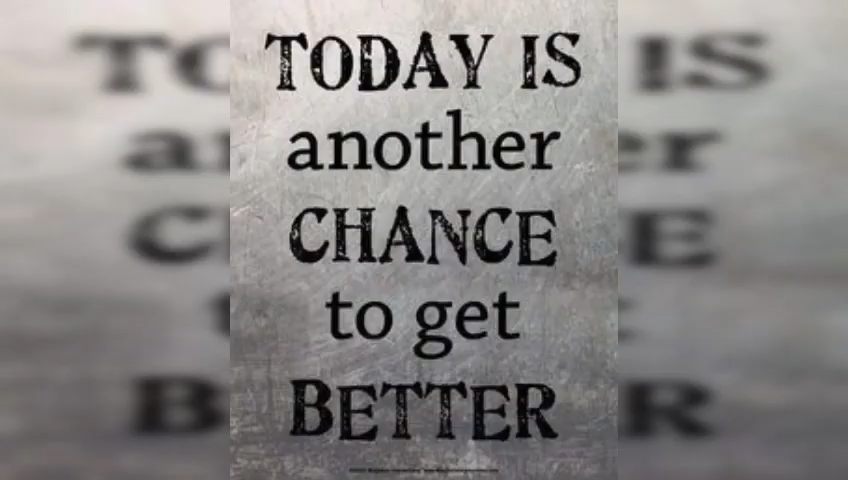 TODAY IS
another
CHANCE
to get
BETTER